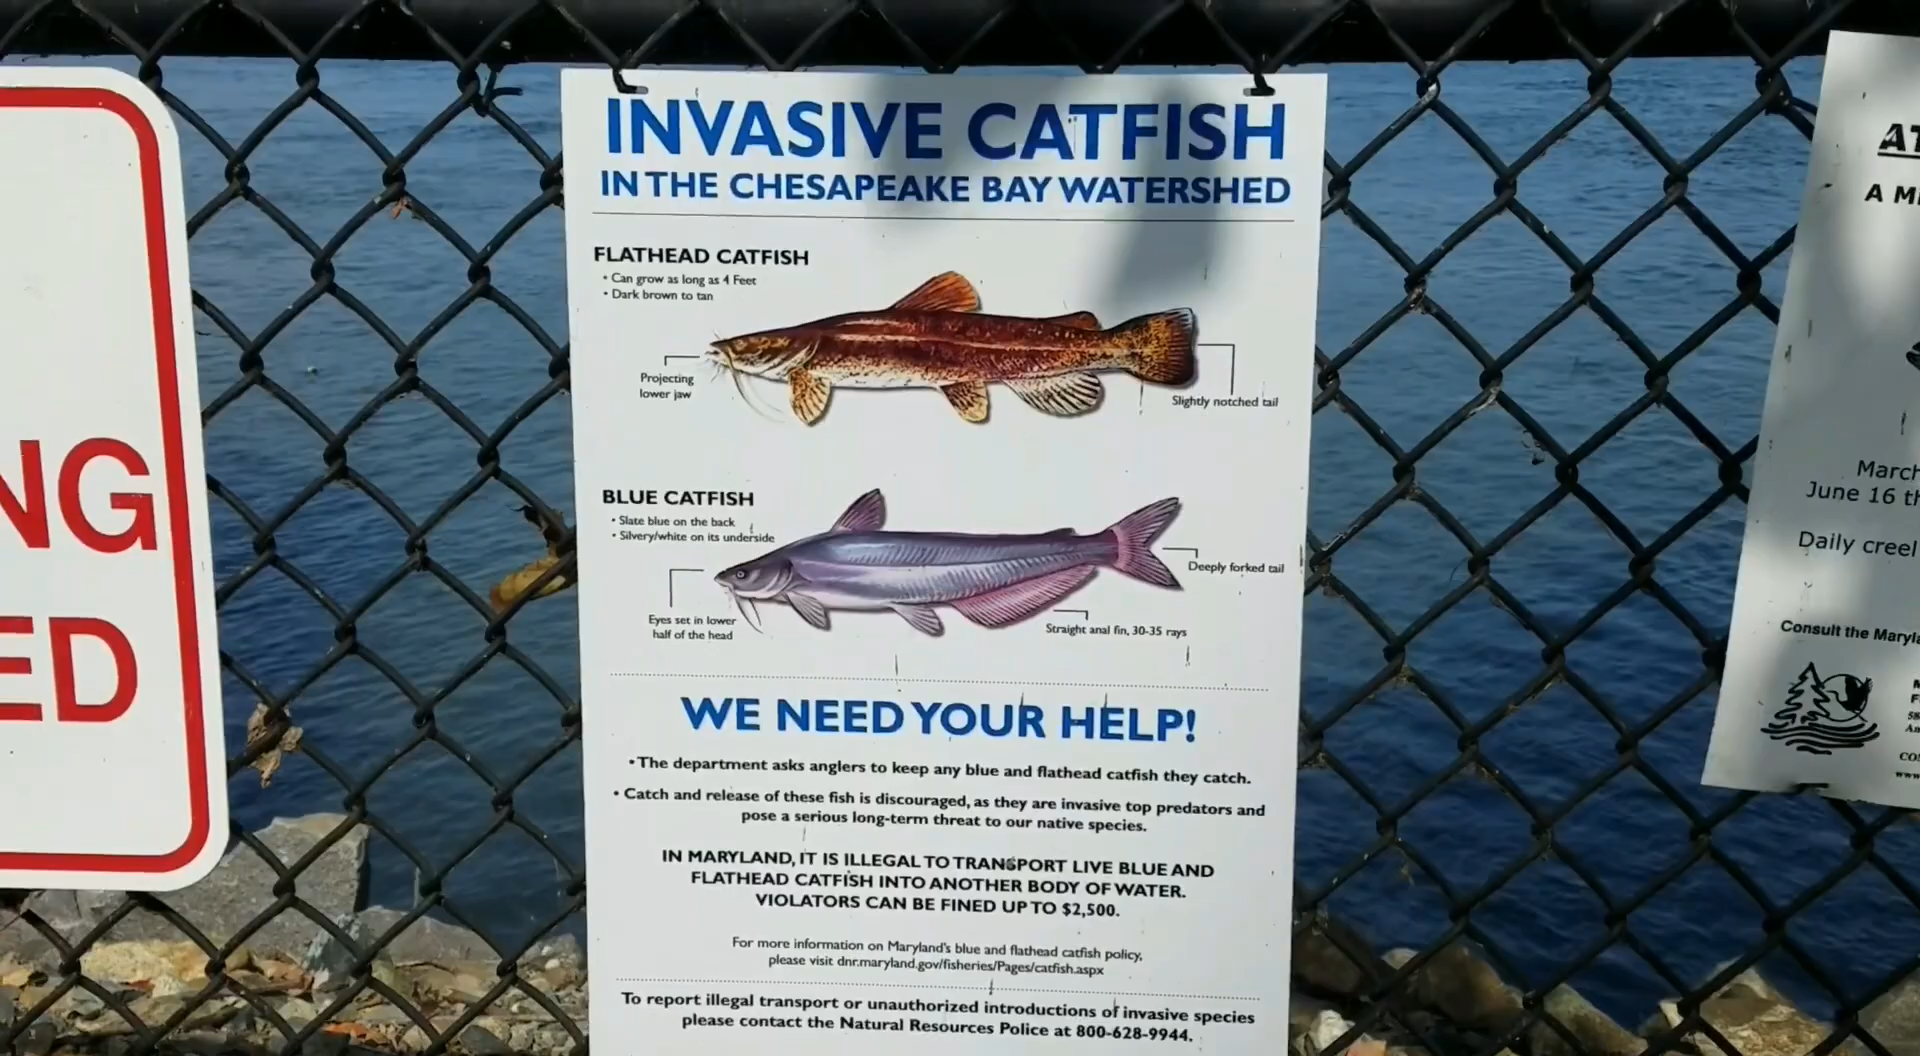 NG
ED
INVASIVE CATFISH
IN THE CHESAPEAKE BAY WATERSHED
FLATHEAD CATFISH
• Can grow as long as 4 Feet
• Dark brown to tan
Projecting
lower jaw
Slightly notched tail
BLUE CATFISH
• Slate blue on the back
• Silvery/white on its underside
Deeply forked tail
Eyes set in lower
half of the head
Straight anal fin, 30-35 rays
WE NEED YOUR HELP!
• The department asks anglers to keep any blue and flathead catfish they catch.
• Catch and release of these fish is discouraged, as they are invasive top predators and
pose a serious long-term threat to our native species.
IN MARYLAND, IT IS ILLEGAL TO TRANSPORT LIVE BLUE AND
FLATHEAD CATFISH INTO ANOTHER BODY OF WATER.
VIOLATORS CAN BE FINED UP TO $2,500.
For more information on Maryland's blue and flathead catfish policy,
please visit dnr.maryland.gov/fisheries/Pages/catfish.aspx
To report illegal transport or unauthorized introductions of invasive species
please contact the Natural Resources Police at 800-628-9944.
AT
A M
March
June 16 th
Daily creel
Consult the Maryla